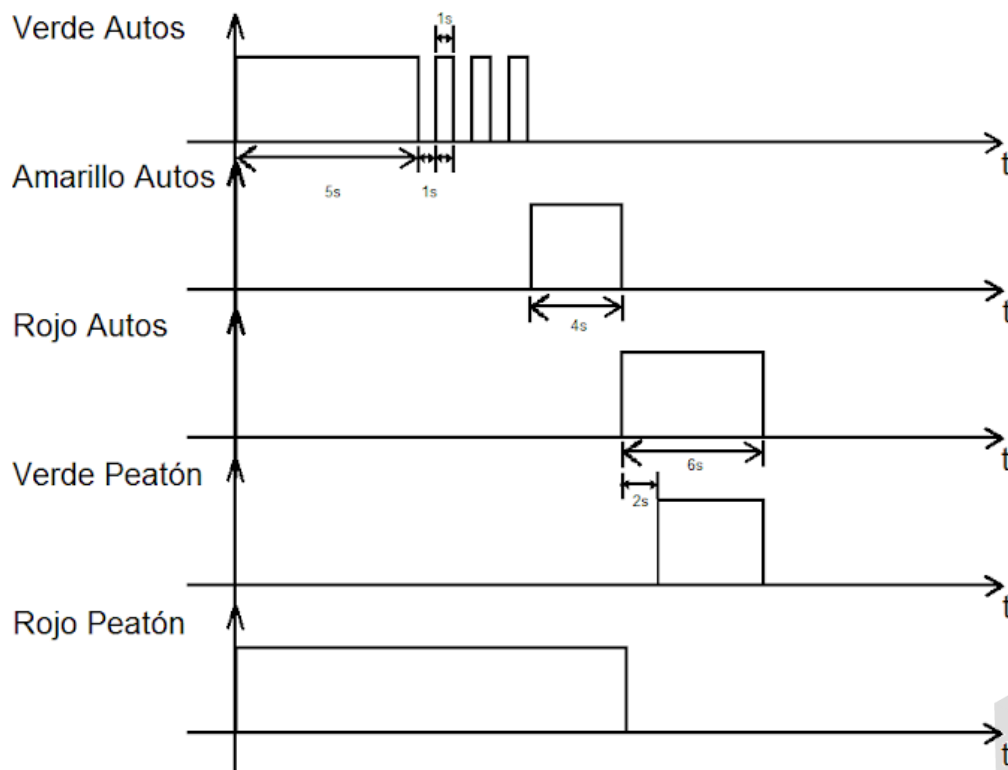 Verde Autos
1s
t
5s
1s
Amarillo Autos
t
4s
Rojo Autos
t
6s
Verde Peatón
2s
t
Rojo Peatón
t